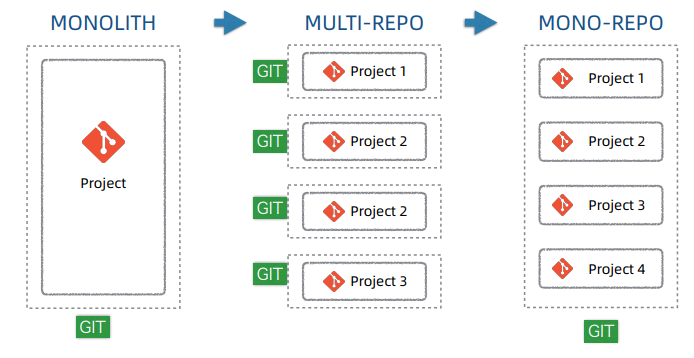 MONOLITH
MULTI-REPO
MONO-REPO
Project
GIT
GIT
Project 1
GIT
Project 2
GIT
Project 2
GIT
Project 3
Project 1
Project 2
Project 3
Project 4
GIT